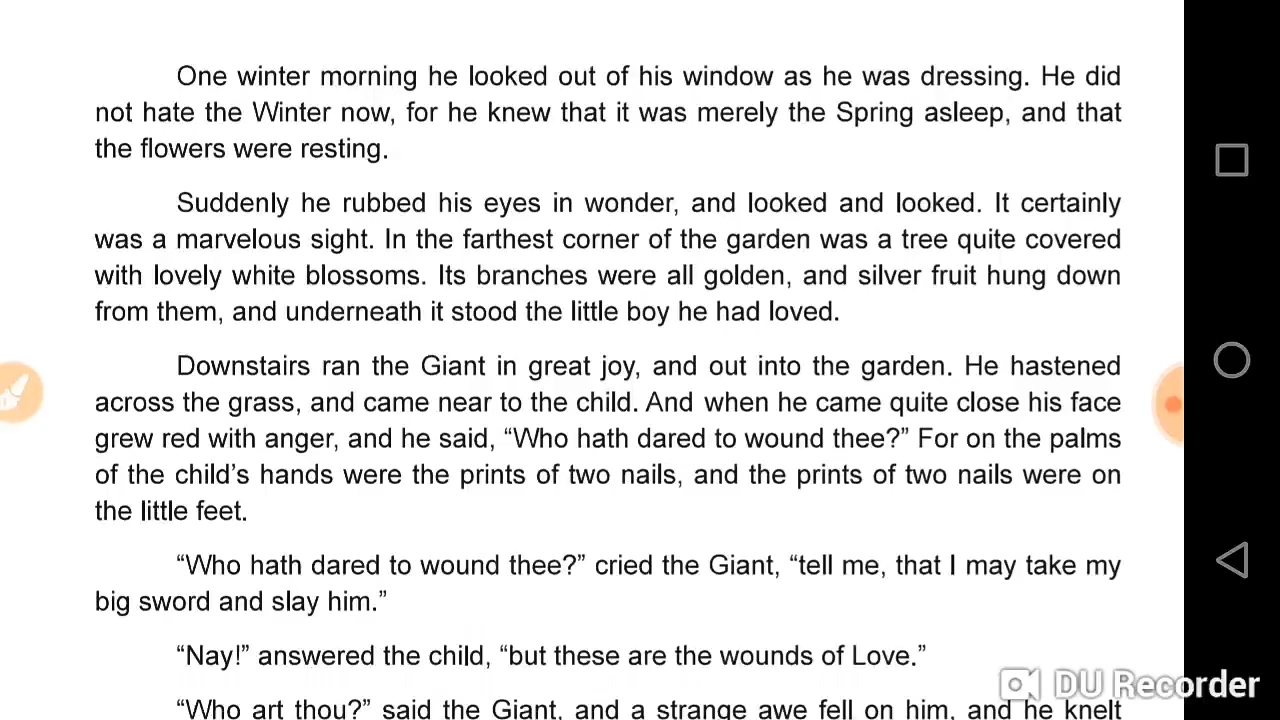 One winter morning he looked out of his window as he was dressing. He did
not hate the Winter now, for he knew that it was merely the Spring asleep, and that
the flowers were resting.
Suddenly he rubbed his eyes in wonder, and looked and looked. It certainly
was a marvelous sight. In the farthest corner of the garden was a tree quite covered
with lovely white blossoms. Its branches were all golden, and silver fruit hung down
from them, and underneath it stood the little boy he had loved.
Downstairs ran the Giant in great joy, and out into the garden. He hastened
across the grass, and came near to the child. And when he came quite close his face
grew red with anger, and he said, “Who hath dared to wound thee?” For on the palms
of the child’s hands were the prints of two nails, and the prints of two nails were on
the little feet.
“Who hath dared to wound thee?” cried the Giant, “tell me, that I may take my
big sword and slay him.”
“Nay!” answered the child, “but these are the wounds of Love.”
“Who art thou?” said the Giant, and a strange awe fell on him, and he knelt
DU Recorder